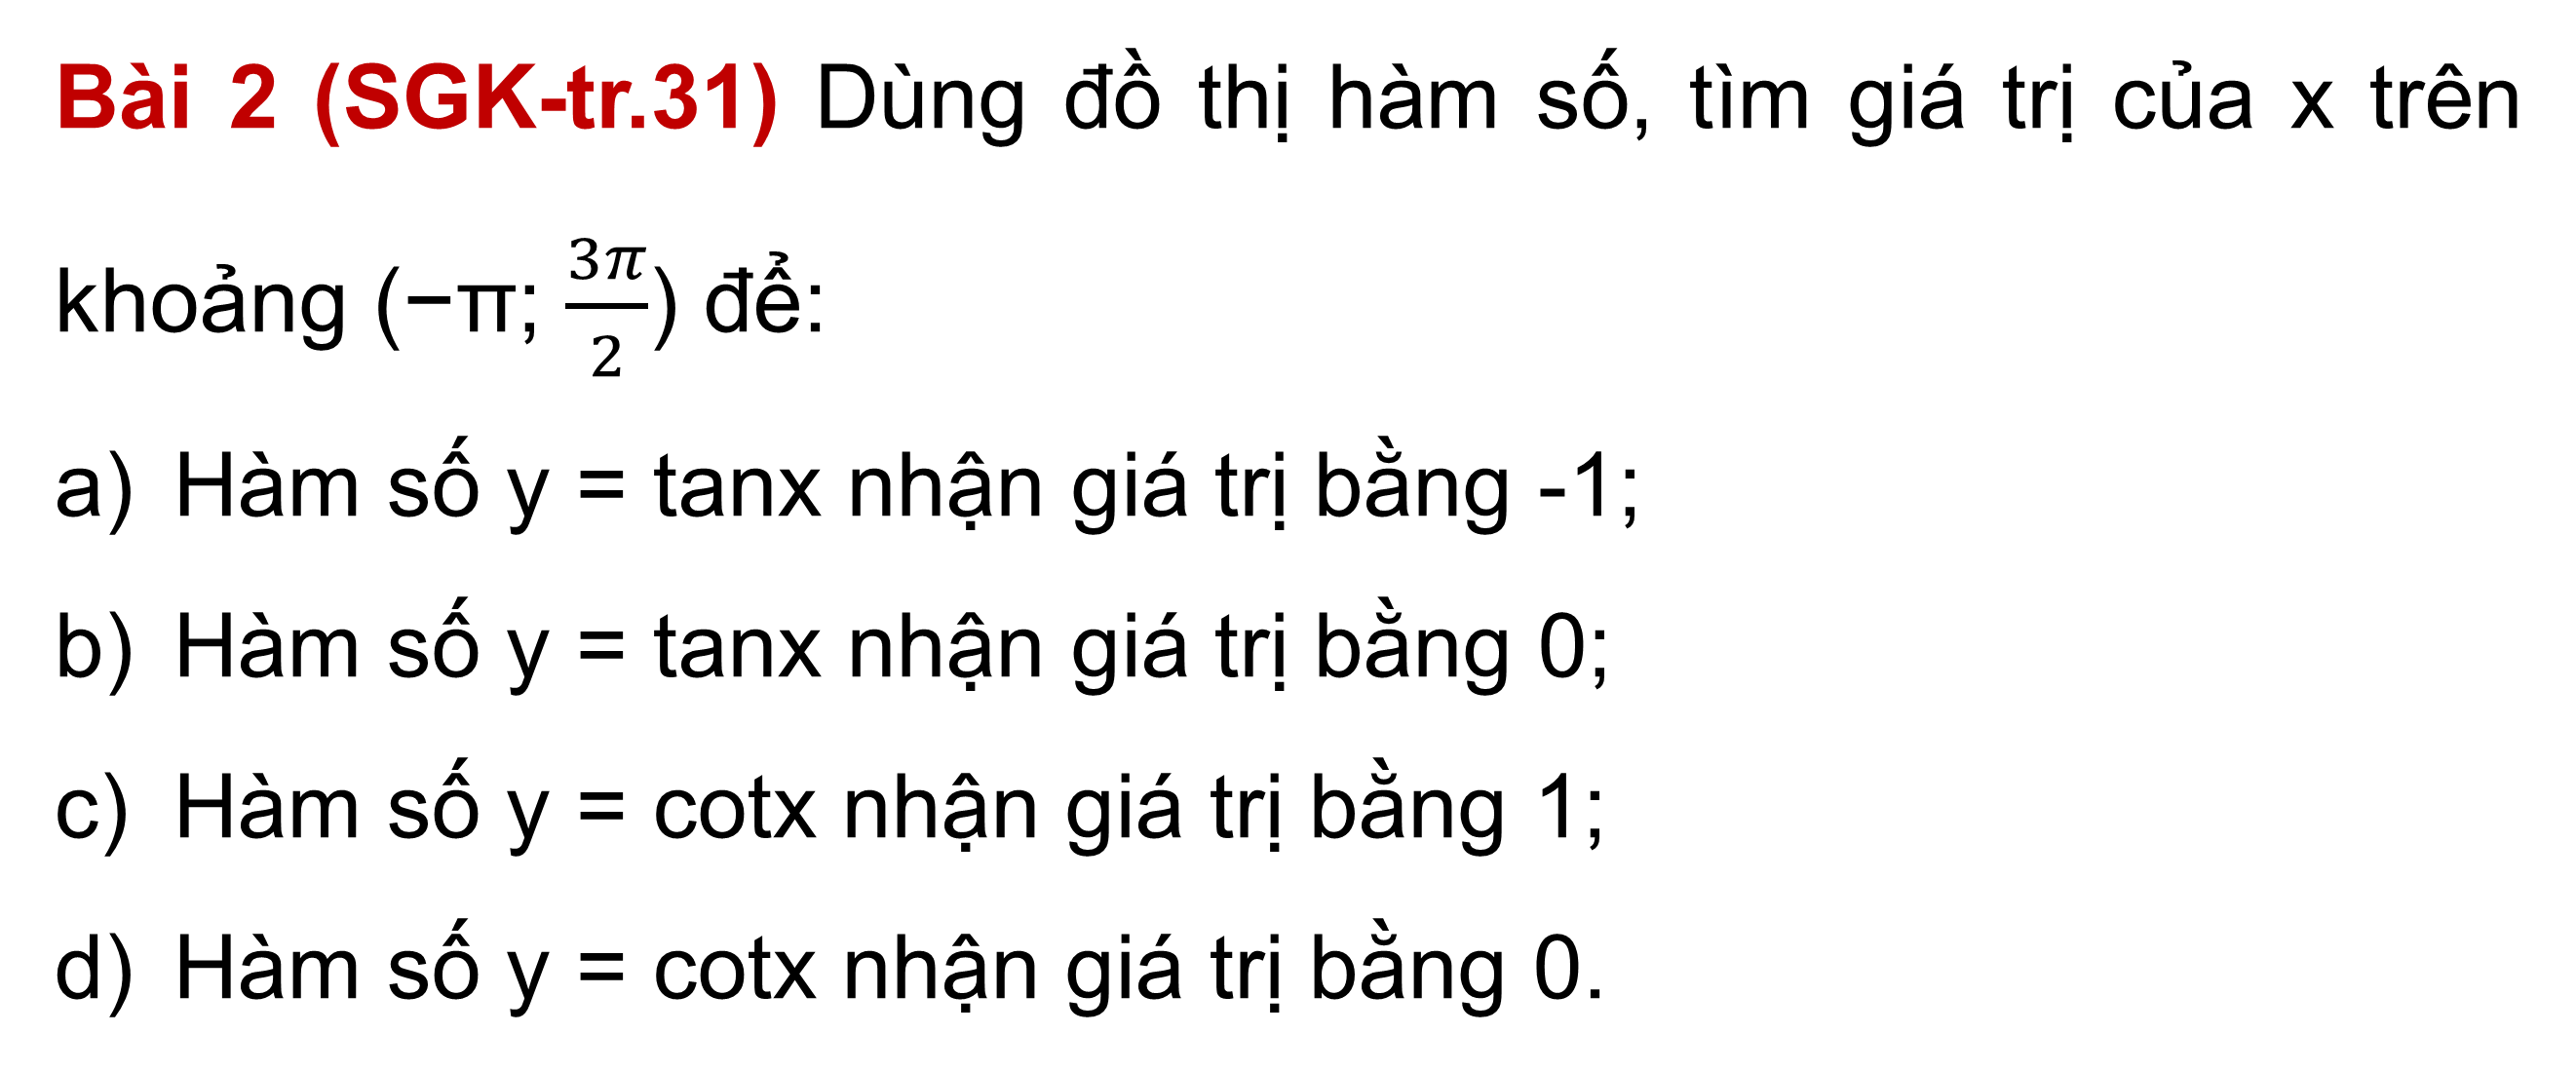 Bài 2 (SGK-tr.31) Dùng đồ thị hàm số, tìm giá trị của x trên
khoảng (−π; 3π/2) để:
a) Hàm số y = tanx nhận giá trị bằng -1;
b) Hàm số y = tanx nhận giá trị bằng 0;
c) Hàm số y = cotx nhận giá trị bằng 1;
d) Hàm số y = cotx nhận giá trị bằng 0.